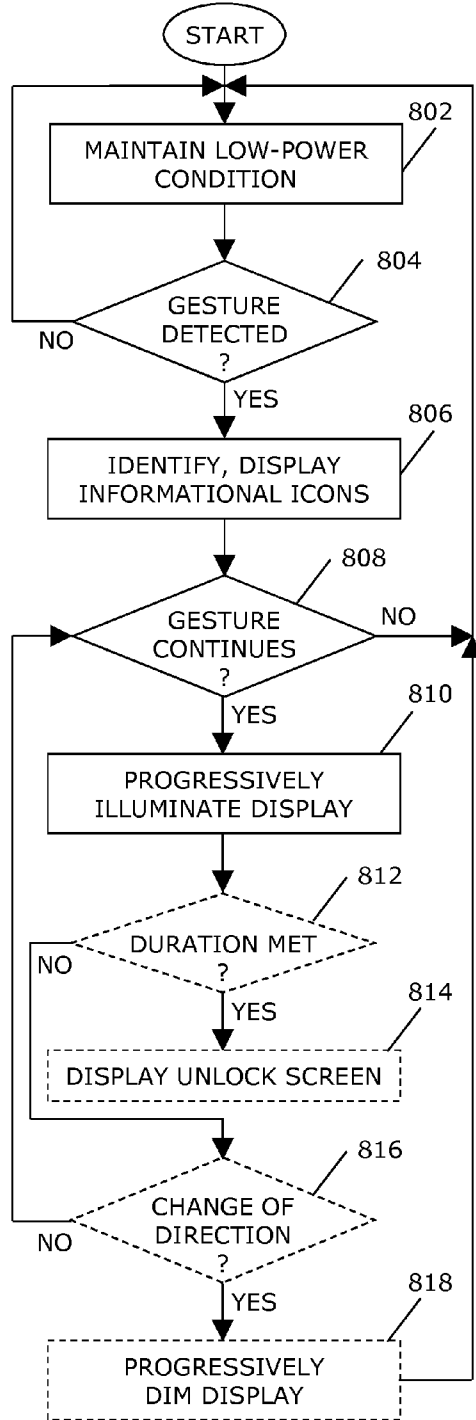 START
802
MAINTAIN LOW-POWER
CONDITION
804
GESTURE
DETECTED
?
NO
YES
806
IDENTIFY, DISPLAY
INFORMATIONAL ICONS
808
GESTURE
CONTINUES
?
NO
YES
810
PROGRESSIVELY
ILLUMINATE DISPLAY
812
DURATION MET
?
NO
YES
814
DISPLAY UNLOCK SCREEN
816
CHANGE OF
DIRECTION
?
NO
YES
818
PROGRESSIVELY
DIM DISPLAY